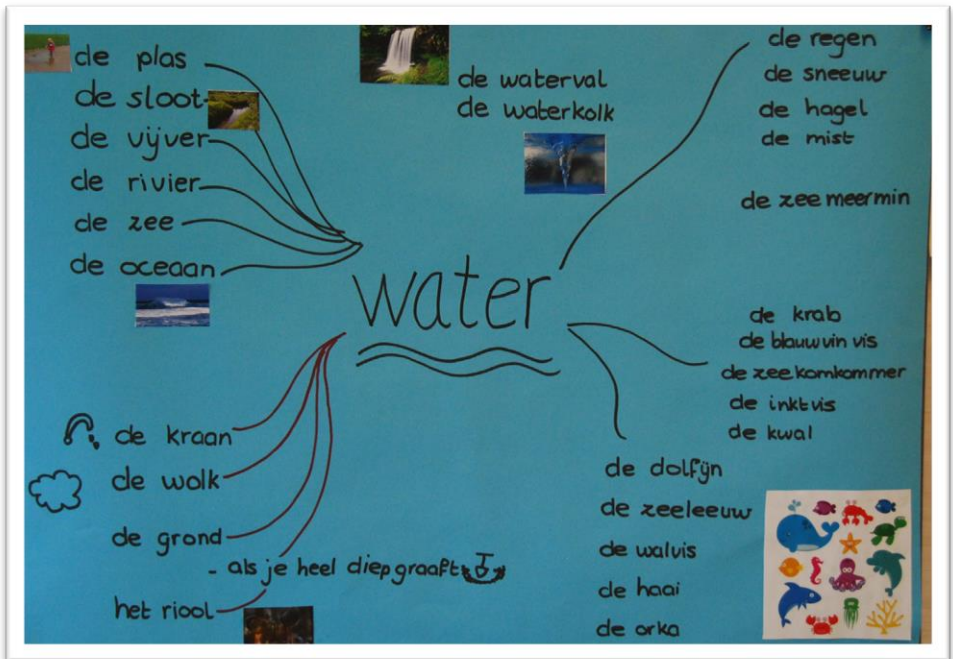 de plas
de sloot
de vijver
de rivier
de zee
de oceaan
de waterval
de waterkolk
de regen
de sneeuw
de hagel
de mist
de zeemeermin
water
de krab
de blauwvin vis
de zeekomkommer
de inktvis
de kwal
de kraan
de wolk
de grond
- als je heel diep graaft
het riool
de dolfijn
de zeeleeuw
de walvis
de haai
de orka